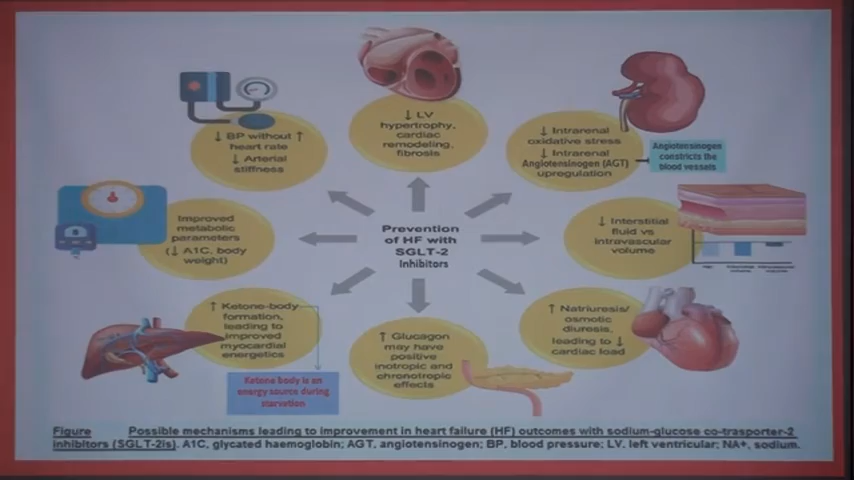 ↓ LV
hypertrophy,
cardiac
remodeling,
fibrosis
↓ BP without ↑
heart rate
↓ Arterial
stiffness
↓ Intrarenal
oxidative stress
↓ Intrarenal
Angiotensinogen (AGT)
upregulation
Angiotensinogen
constricts the
blood vessels
Improved
metabolic
parameters
(↓ A1C, body
weight)
Prevention
of HF with
SGLT-2
Inhibitors
↓ Interstitial
fluid vs
intravascular
volume
↑ Ketone-body
formation,
leading to
improved
myocardial
energetics
Ketone body is an
energy source during
starvation
↑ Glucagon
may have
positive
inotropic and
chronotropic
effects
↑ Natriuresis/
osmotic
diuresis,
leading to ↓
cardiac load
Figure Possible mechanisms leading to improvement in heart failure (HF) outcomes with sodium-glucose co-trasporter-2
inhibitors (SGLT-2is). A1C, glycated haemoglobin; AGT, angiotensinogen; BP, blood pressure; LV, left ventricular; NA+, sodium.